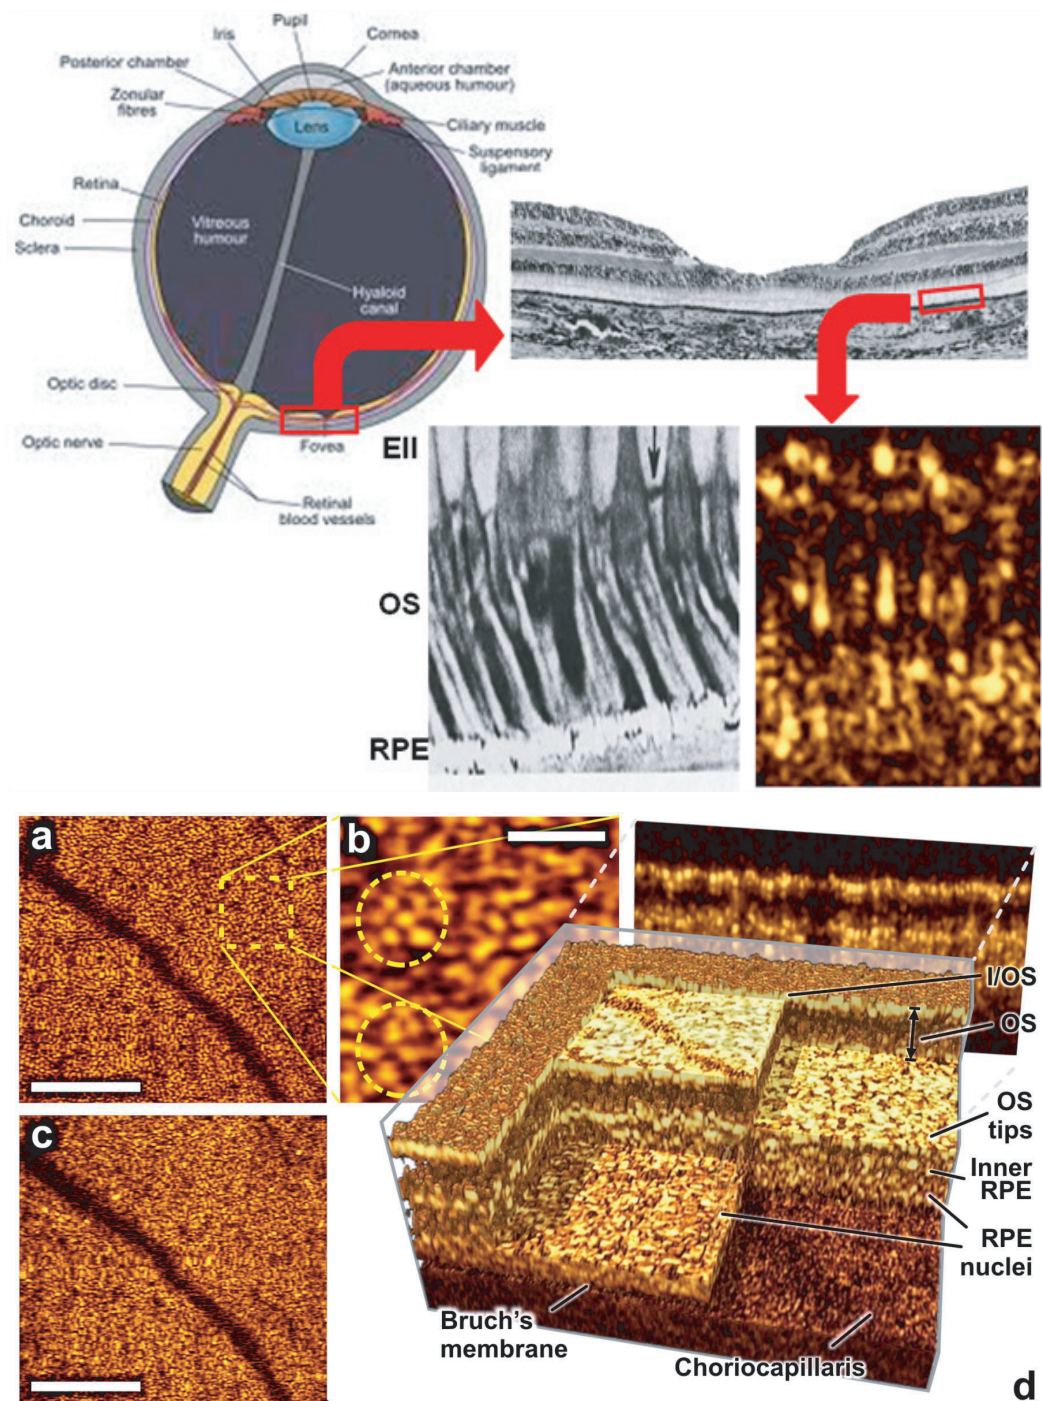 Pupil
Iris
Cornea
Posterior chamber
Anterior chamber
(aqueous humour)
Zonular
fibres
Lens
Ciliary muscle
Suspensory
ligament
Retina
Choroid
Sclera
Vitreous
humour
Hyaloid
canal
Optic disc
Fovea
Optic nerve
Retinal
blood vessels
Ell
OS
RPE
a
b
c
I/OS
OS
OS
tips
Inner
RPE
RPE
nuclei
Bruch's
membrane
Choriocapillaris
d